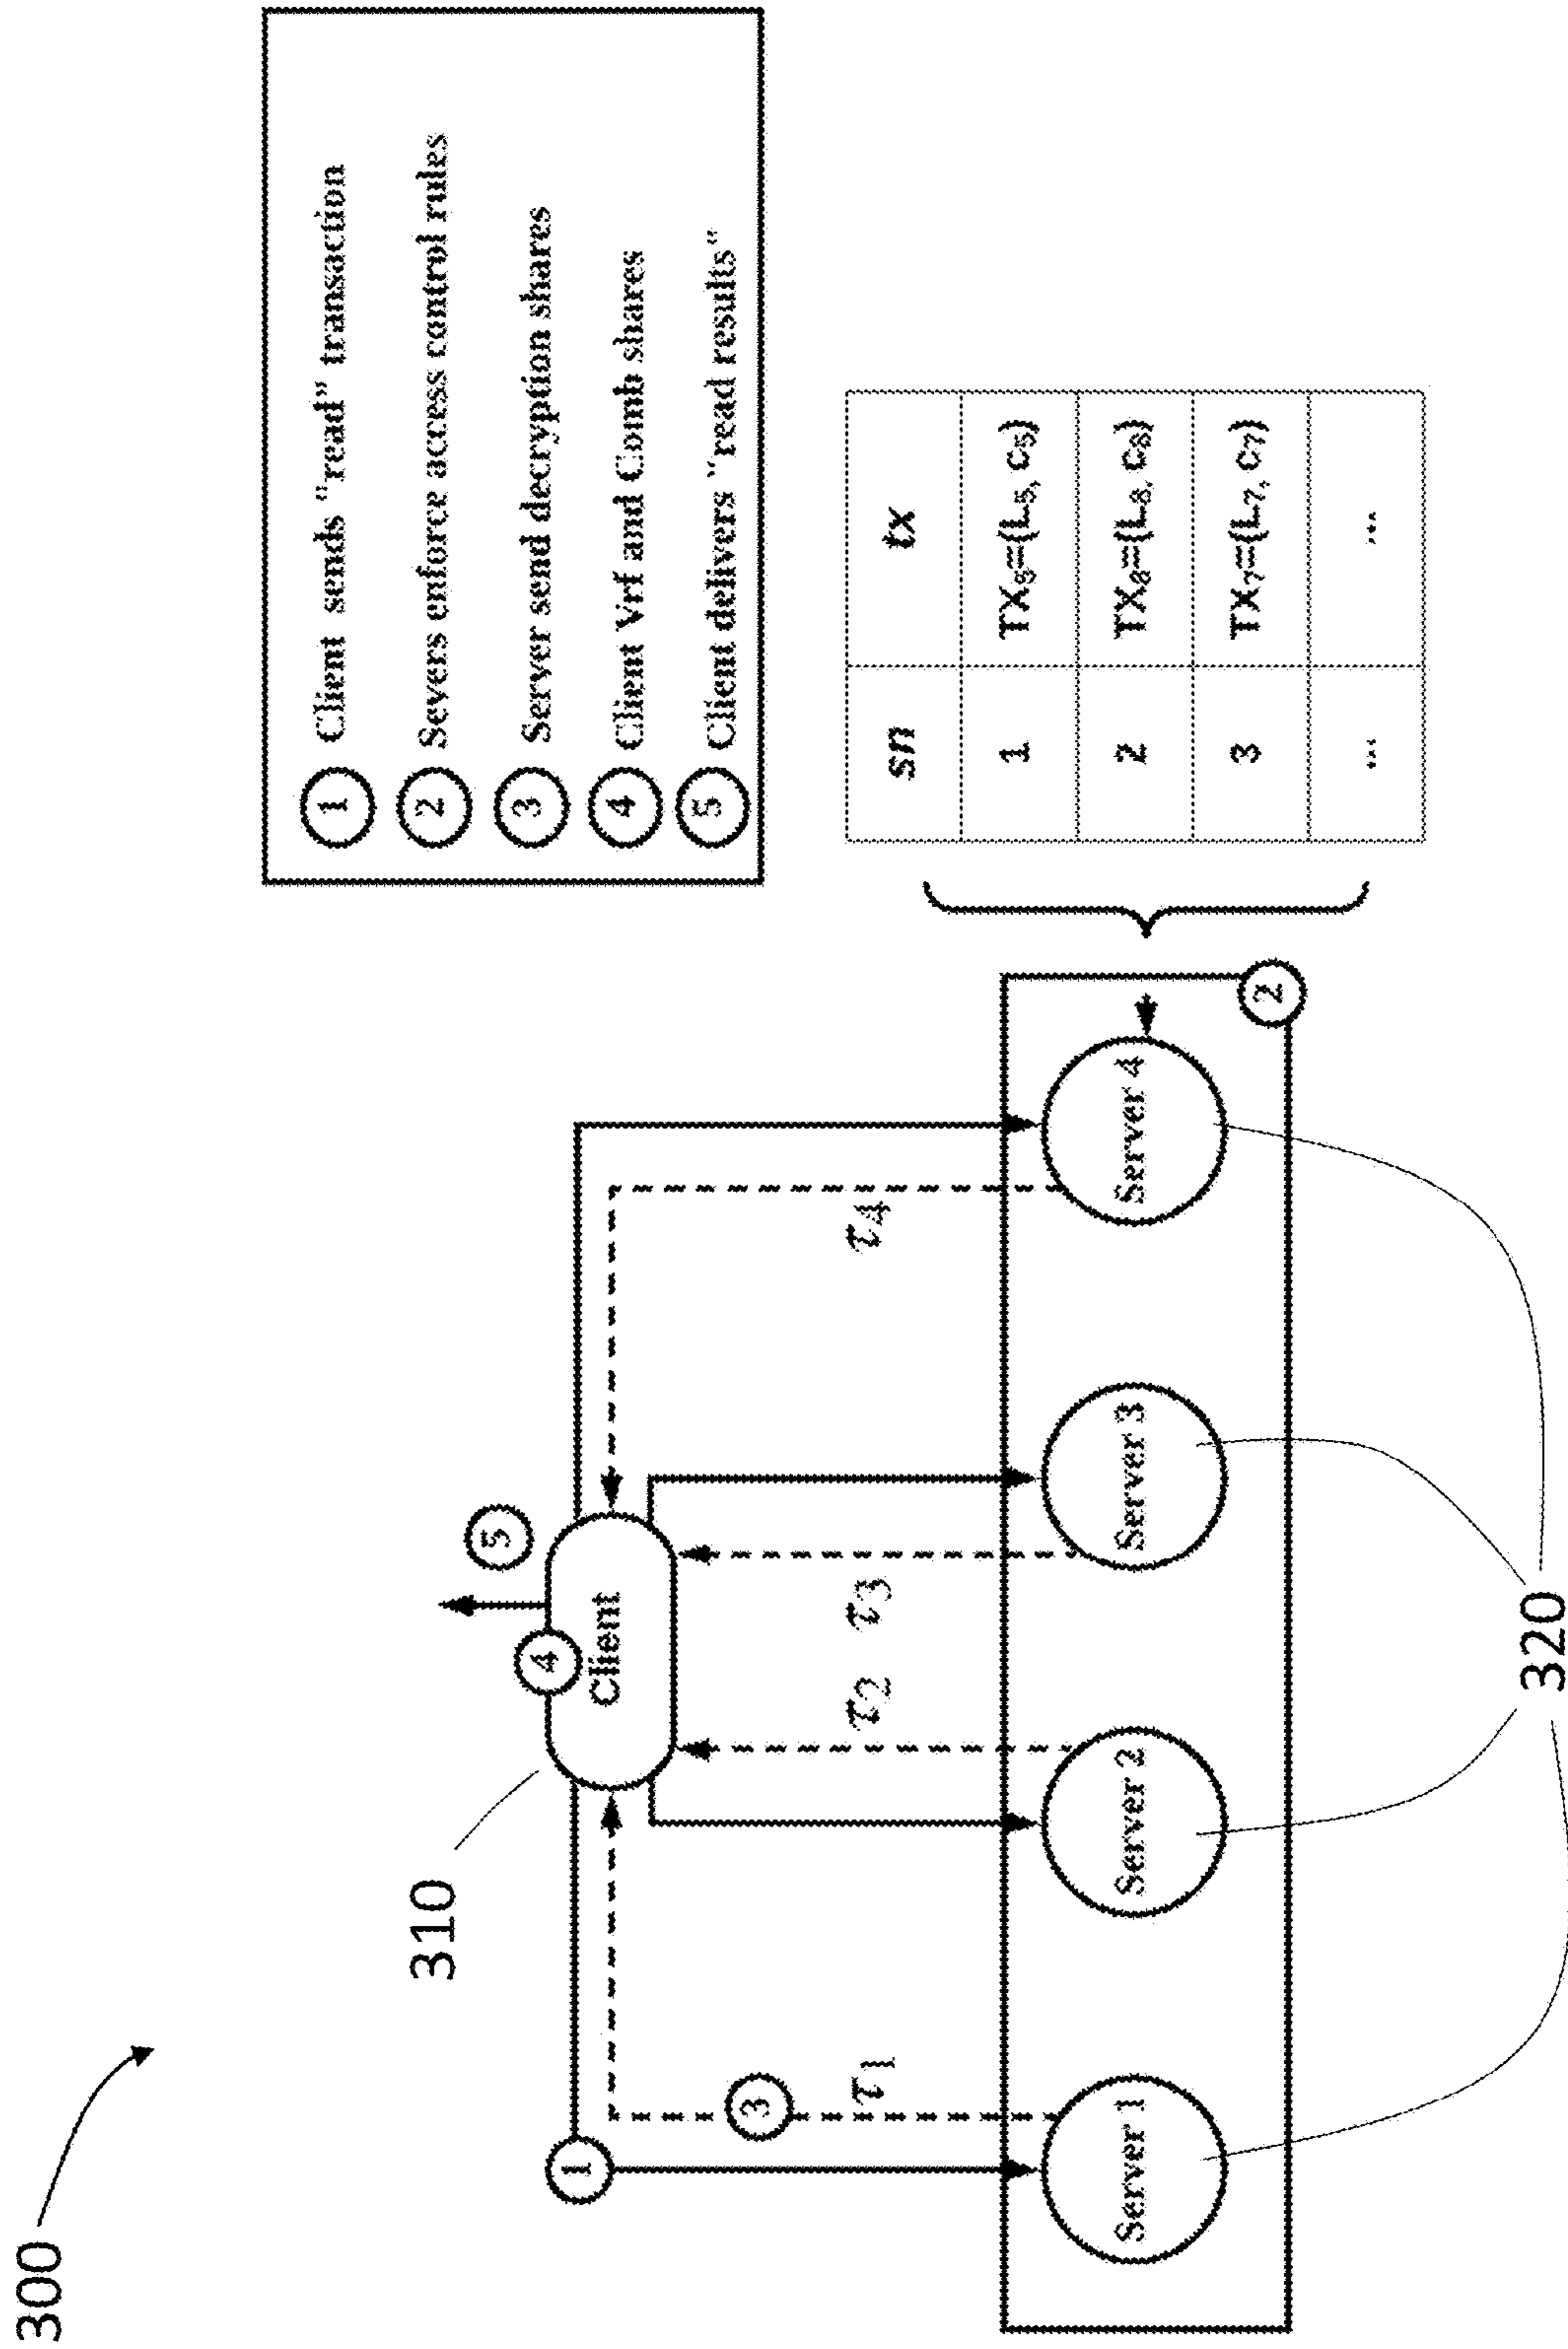 300
310
① Client sends "read" transaction
② Severs enforce access control rules
③ Server send decryption shares
④ Client Vrf and Comb shares
⑤ Client delivers "read results"
⑤
④
Client
①
③
τ1
τ2
τ3
τ4
Server 1
Server 2
Server 3
Server 4
②
sn tx
1 TX₅=(L₅, c₅)
2 TX₈=(L₈, c₈)
3 TX₇=(L₇, c₇)
... ...
320